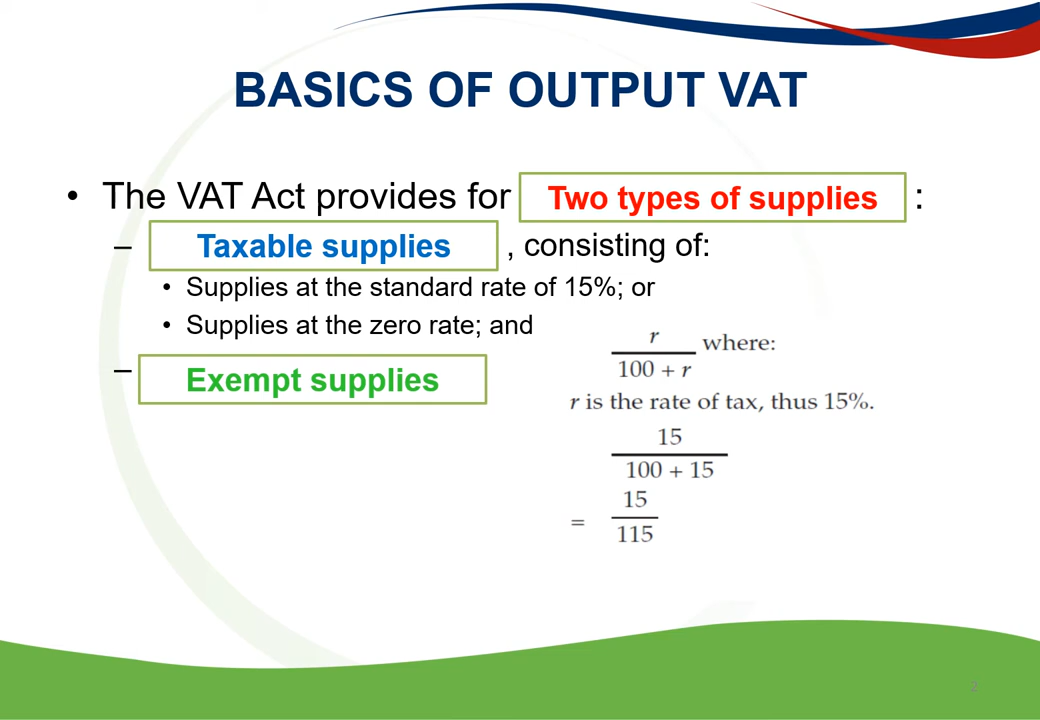 BASICS OF OUTPUT VAT
• The VAT Act provides for Two types of supplies :
– Taxable supplies , consisting of:
• Supplies at the standard rate of 15%; or
• Supplies at the zero rate; and
– Exempt supplies
r
100 + r
where:
r is the rate of tax, thus 15%.
15
100 + 15
=
15
115
2